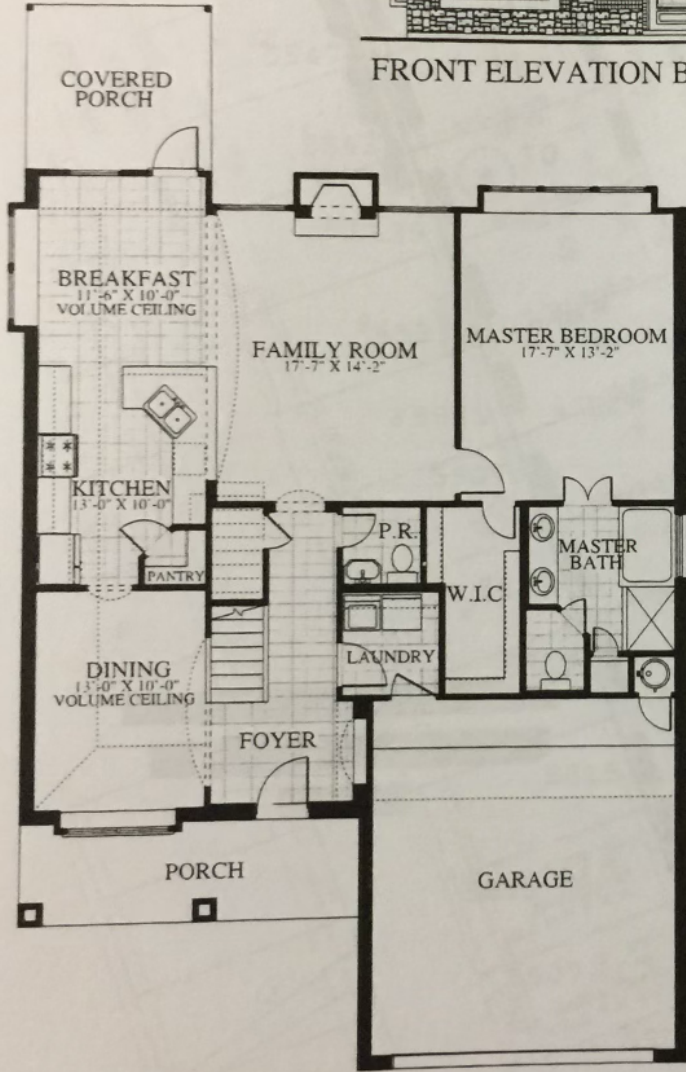 FRONT ELEVATION B
COVERED
PORCH
BREAKFAST
11'-6" X 10'-0"
VOLUME CEILING
FAMILY ROOM
17'-7" X 14'-2"
MASTER BEDROOM
17'-7" X 13'-2"
KITCHEN
13'-0" X 10'-0"
PANTRY
P.R.
MASTER
BATH
W.I.C
LAUNDRY
DINING
13'-0" X 10'-0"
VOLUME CEILING
FOYER
PORCH
GARAGE